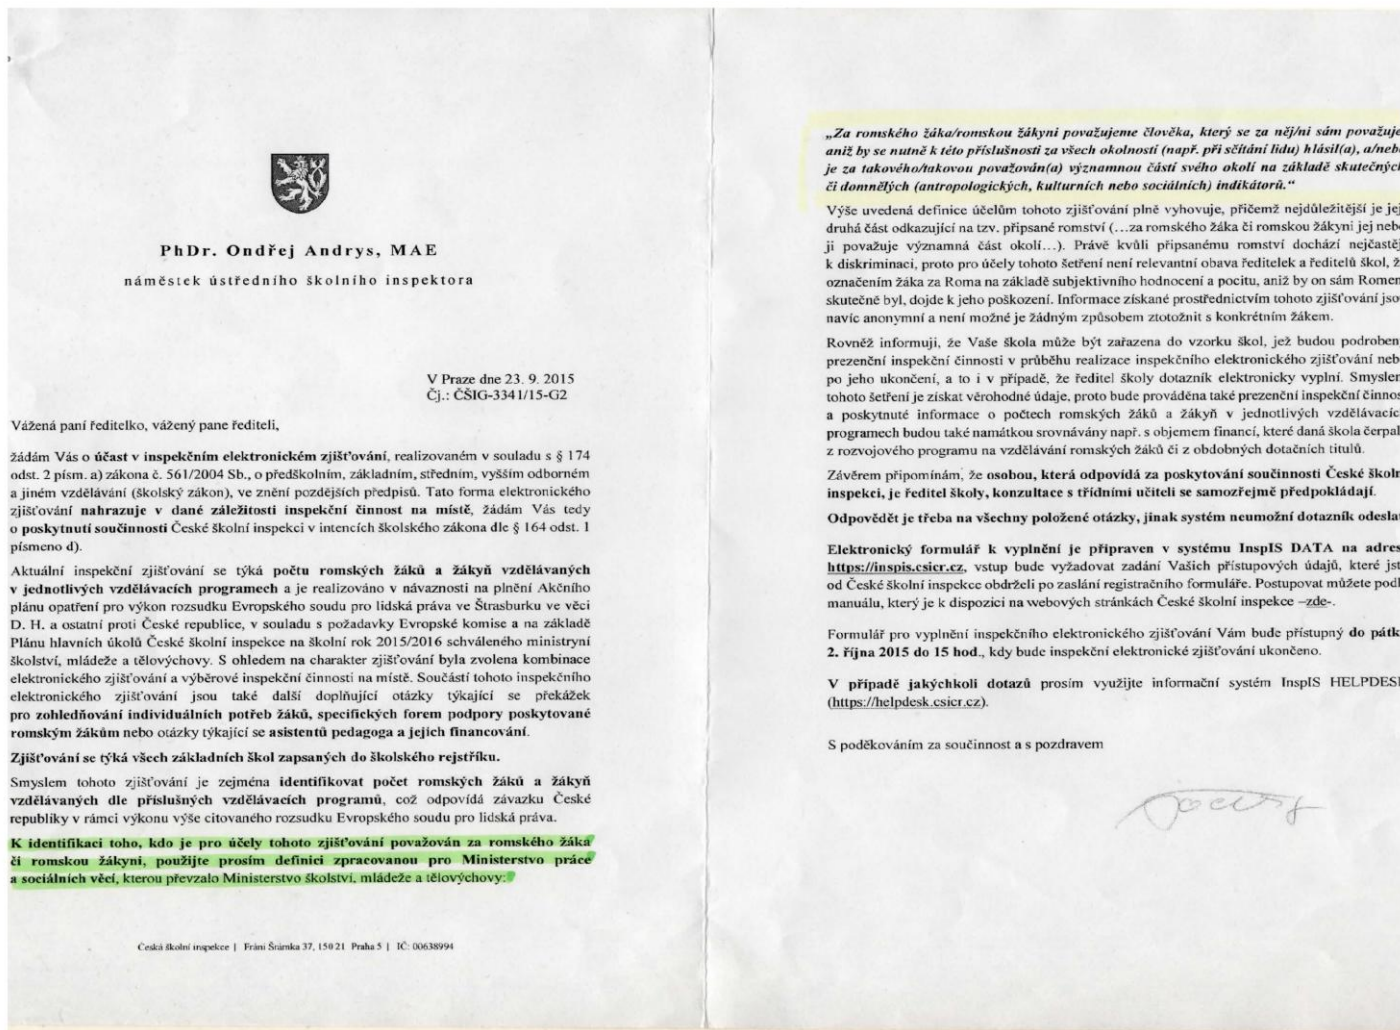 PhDr. Ondřej Andrys, MAE
náměstek ústředního školního inspektora
V Praze dne 23. 9. 2015
Čj.: ČŠIG-3341/15-G2
Vážená paní ředitelko, vážený pane řediteli,
žádám Vás o účast v inspekčním elektronickém zjišťování, realizovaném v souladu s § 174
odst. 2 písm. a) zákona č. 561/2004 Sb., o předškolním, základním, středním, vyšším odborném
a jiném vzdělávání (školský zákon), ve znění pozdějších předpisů. Tato forma elektronického
zjišťování nahrazuje v dané záležitosti inspekční činnost na místě, žádám Vás tedy
o poskytnutí součinnosti České školní inspekci v intencích školského zákona dle § 164 odst. 1
písmeno d).
Aktuální inspekční zjišťování se týká počtu romských žáků a žákyň vzdělávaných
v jednotlivých vzdělávacích programech a je realizováno v návaznosti na plnění Akčního
plánu opatření pro výkon rozsudku Evropského soudu pro lidská práva ve Štrasburku ve věci
D. H. a ostatní proti České republice, v souladu s požadavky Evropské komise a na základě
Plánu hlavních úkolů České školní inspekce na školní rok 2015/2016 schváleného ministryní
školství, mládeže a tělovýchovy. S ohledem na charakter zjišťování byla zvolena kombinace
elektronického zjišťování a výběrové inspekční činnosti na místě. Součástí tohoto inspekčního
elektronického zjišťování jsou také další doplňující otázky týkající se překážek
pro zohledňování individuálních potřeb žáků, specifických forem podpory poskytované
romským žákům nebo otázky týkající se asistentů pedagoga a jejich financování.
Zjišťování se týká všech základních škol zapsaných do školského rejstříku.
Smyslem tohoto zjišťování je zejména identifikovat počet romských žáků a žákyň
vzdělávaných dle příslušných vzdělávacích programů, což odpovídá závazku České
republiky v rámci výkonu výše citovaného rozsudku Evropského soudu pro lidská práva.
K identifikaci toho, kdo je pro účely tohoto zjišťování považován za romského žáka
či romskou žákyni, použijte prosím definici zpracovanou pro Ministerstvo práce
a sociálních věcí, kterou převzalo Ministerstvo školství, mládeže a tělovýchovy:
Česká školní inspekce | Fráni Šrámka 37, 150 21 Praha 5 | IČ: 00638994
„Za romského žáka/romskou žákyni považujeme člověka, který se za něj/ni sám považuje
aniž by se nutně k této příslušnosti za všech okolností (např. při sčítání lidu) hlásil(a), a/neb
je za takového/takovou považován(a) významnou částí svého okolí na základě skutečnýc
či domnělých (antropologických, kulturních nebo sociálních) indikátorů.“
Výše uvedená definice účelům tohoto zjišťování plně vyhovuje, přičemž nejdůležitější je jej
druhá část odkazující na tzv. připsané romství (…za romského žáka či romskou žákyni jej neb
ji považuje významná část okolí…). Právě kvůli připsanému romství dochází nejčastěj
k diskriminaci, proto pro účely tohoto šetření není relevantní obava ředitelek a ředitelů škol, ž
označením žáka za Roma na základě subjektivního hodnocení a pocitu, aniž by on sám Romem
skutečně byl, dojde k jeho poškození. Informace získané prostřednictvím tohoto zjišťování jso
navíc anonymní a není možné je žádným způsobem ztotožnit s konkrétním žákem.
Rovněž informuji, že Vaše škola může být zařazena do vzorku škol, jež budou podroben
prezenční inspekční činnosti v průběhu realizace inspekčního elektronického zjišťování neb
po jeho ukončení, a to i v případě, že ředitel školy dotazník elektronicky vyplní. Smyslem
tohoto šetření je získat věrohodné údaje, proto bude prováděna také prezenční inspekční činnos
a poskytnuté informace o počtech romských žáků a žákyň v jednotlivých vzdělávacíc
programech budou také namátkou srovnávány např. s objemem financí, které daná škola čerpal
z rozvojového programu na vzdělávání romských žáků či z obdobných dotačních titulů.
Závěrem připomínám, že osobou, která odpovídá za poskytování součinnosti České školn
inspekci, je ředitel školy, konzultace s třídními učiteli se samozřejmě předpokládají.
Odpovědět je třeba na všechny položené otázky, jinak systém neumožní dotazník odeslat
Elektronický formulář k vyplnění je připraven v systému InspIS DATA na adres
https://inspis.csicr.cz, vstup bude vyžadovat zadání Vašich přístupových údajů, které jst
od České školní inspekce obdrželi po zaslání registračního formuláře. Postupovat můžete podl
manuálu, který je k dispozici na webových stránkách České školní inspekce –zde-.
Formulář pro vyplnění inspekčního elektronického zjišťování Vám bude přístupný do pátk
2. října 2015 do 15 hod., kdy bude inspekční elektronické zjišťování ukončeno.
V případě jakýchkoli dotazů prosím využijte informační systém InspIS HELPDES
(https://helpdesk.csicr.cz).
S poděkováním za součinnost a s pozdravem